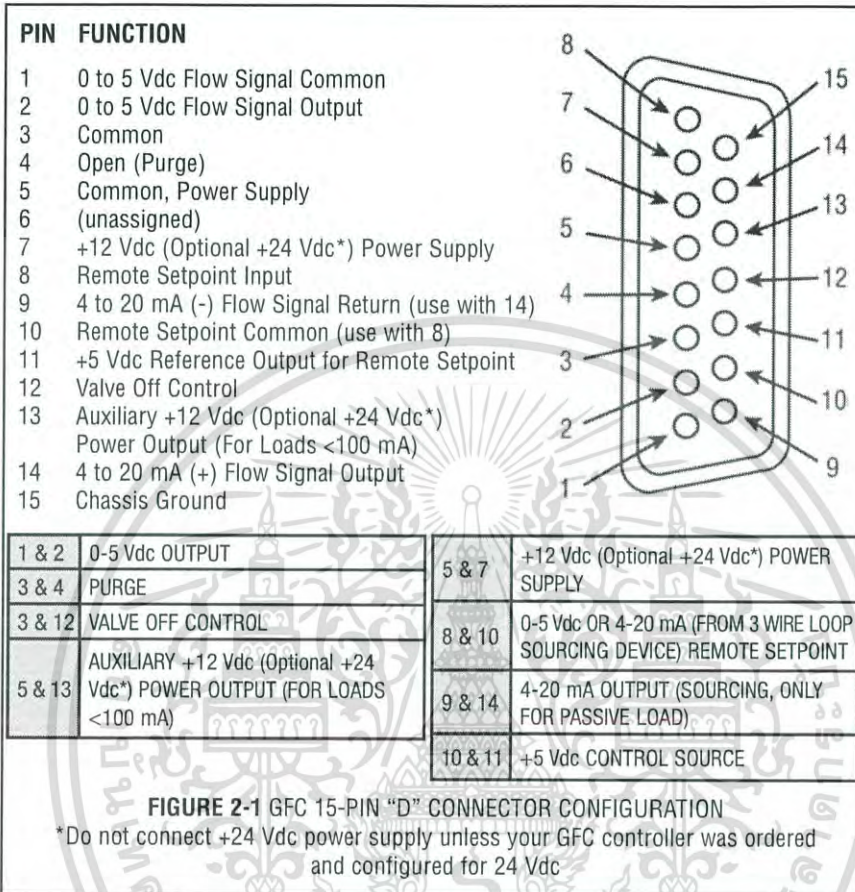 PIN FUNCTION
1 0 to 5 Vdc Flow Signal Common
2 0 to 5 Vdc Flow Signal Output
3 Common
4 Open (Purge)
5 Common, Power Supply
6 (unassigned)
7 +12 Vdc (Optional +24 Vdc*) Power Supply
8 Remote Setpoint Input
9 4 to 20 mA (-) Flow Signal Return (use with 14)
10 Remote Setpoint Common (use with 8)
11 +5 Vdc Reference Output for Remote Setpoint
12 Valve Off Control
13 Auxiliary +12 Vdc (Optional +24 Vdc*)
Power Output (For Loads <100 mA)
14 4 to 20 mA (+) Flow Signal Output
15 Chassis Ground
8
7
6
5
4
3
2
1
15
14
13
12
11
10
9
1 & 2 0-5 Vdc OUTPUT
3 & 4 PURGE
3 & 12 VALVE OFF CONTROL
5 & 13 AUXILIARY +12 Vdc (Optional +24
Vdc*) POWER OUTPUT (FOR LOADS
<100 mA)
5 & 7 +12 Vdc (Optional +24 Vdc*) POWER
SUPPLY
8 & 10 0-5 Vdc OR 4-20 mA (FROM 3 WIRE LOOP
SOURCING DEVICE) REMOTE SETPOINT
9 & 14 4-20 mA OUTPUT (SOURCING, ONLY
FOR PASSIVE LOAD)
10 & 11 +5 Vdc CONTROL SOURCE
FIGURE 2-1 GFC 15-PIN “D” CONNECTOR CONFIGURATION
*Do not connect +24 Vdc power supply unless your GFC controller was ordered
and configured for 24 Vdc